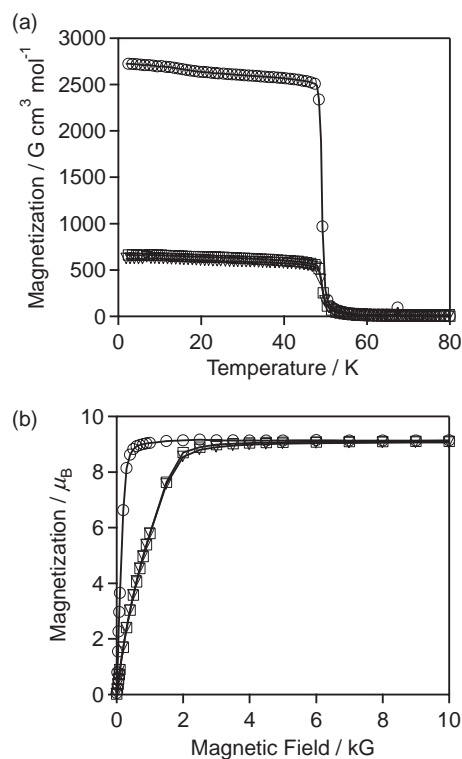 (a)
3000
2500
2000
1500
1000
500
0
Magnetization / G cm³ mol⁻¹
0 20 40 60 80
Temperature / K
(b)
10
8
6
4
2
0
Magnetization / μB
0 2 4 6 8 10
Magnetic Field / kG